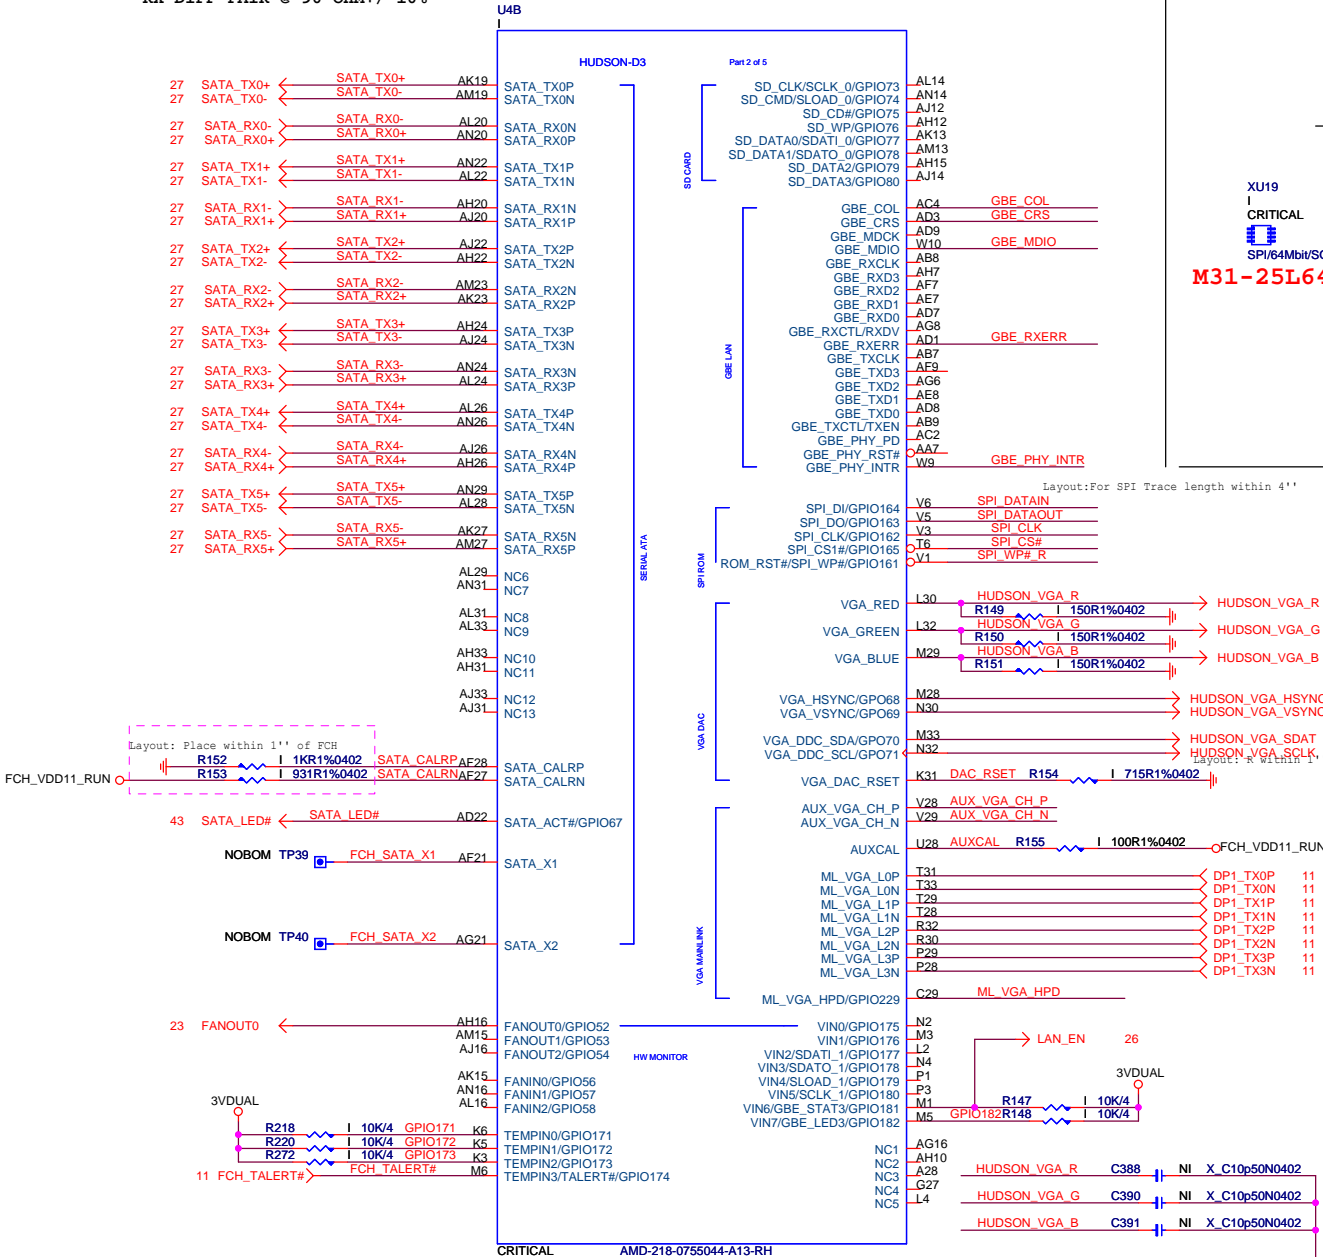 U4B
I
HUDSON-D3
Part 2 of 5
27 SATA_TX0+ SATA_TX0+ AK19 SATA_TX0P
27 SATA_TX0- SATA_TX0- AM19 SATA_TX0N
27 SATA_RX0- SATA_RX0- AL20 SATA_RX0N
27 SATA_RX0+ SATA_RX0+ AN20 SATA_RX0P
27 SATA_TX1+ SATA_TX1+ AN22 SATA_TX1P
27 SATA_TX1- SATA_TX1- AL22 SATA_TX1N
27 SATA_RX1- SATA_RX1- AH20 SATA_RX1N
27 SATA_RX1+ SATA_RX1+ AJ20 SATA_RX1P
27 SATA_TX2+ SATA_TX2+ AJ22 SATA_TX2P
27 SATA_TX2- SATA_TX2- AH22 SATA_TX2N
27 SATA_RX2- SATA_RX2- AM23 SATA_RX2N
27 SATA_RX2+ SATA_RX2+ AK23 SATA_RX2P
27 SATA_TX3+ SATA_TX3+ AH24 SATA_TX3P
27 SATA_TX3- SATA_TX3- AJ24 SATA_TX3N
27 SATA_RX3- SATA_RX3- AN24 SATA_RX3N
27 SATA_RX3+ SATA_RX3+ AL24 SATA_RX3P
27 SATA_TX4+ SATA_TX4+ AL26 SATA_TX4P
27 SATA_TX4- SATA_TX4- AN26 SATA_TX4N
27 SATA_RX4- SATA_RX4- AJ26 SATA_RX4N
27 SATA_RX4+ SATA_RX4+ AH26 SATA_RX4P
27 SATA_TX5+ SATA_TX5+ AN29 SATA_TX5P
27 SATA_TX5- SATA_TX5- AL28 SATA_TX5N
27 SATA_RX5- SATA_RX5- AK27 SATA_RX5N
27 SATA_RX5+ SATA_RX5+ AM27 SATA_RX5P
AL29 NC6
AN31 NC7
AL31 NC8
AL33 NC9
AH33 NC10
AH31 NC11
AJ33 NC12
AJ31 NC13
Layout: Place within 1'' of FCH
R152 I 1KR1%0402 SATA_CALRP AF28 SATA_CALRP
FCH_VDD11_RUN R153 I 931R1%0402 SATA_CALRN AF27 SATA_CALRN
43 SATA_LED# SATA_LED# AD22 SATA_ACT#/GPIO67
NOBOM TP39 FCH_SATA_X1 AF21 SATA_X1
NOBOM TP40 FCH_SATA_X2 AG21 SATA_X2
SERIAL ATA
23 FANOUT0 AH16 FANOUT0/GPIO52
AM15 FANOUT1/GPIO53
AJ16 FANOUT2/GPIO54
HW MONITOR
AK15 FANIN0/GPIO56
AN16 FANIN1/GPIO57
AL16 FANIN2/GPIO58
3VDUAL
R218 I 10K/4 GPIO171 K6 TEMPIN0/GPIO171
R220 I 10K/4 GPIO172 K5 TEMPIN1/GPIO172
R272 I 10K/4 GPIO173 K3 TEMPIN2/GPIO173
11 FCH_TALERT# FCH_TALERT# M6 TEMPIN3/TALERT#/GPIO174
SD_CLK/SCLK_0/GPIO73 AL14
SD_CMD/SLOAD_0/GPIO74 AN14
SD_CD#/GPIO75 AJ12
SD_WP/GPIO76 AH12
SD_DATA0/SDATI_0/GPIO77 AK13
SD_DATA1/SDATO_0/GPIO78 AM13
SD_DATA2/GPIO79 AH15
SD_DATA3/GPIO80 AJ14
SD CARD
GBE_COL AC4 GBE_COL
GBE_CRS AD3 GBE_CRS
GBE_MDCK AD9
GBE_MDIO W10 GBE_MDIO
GBE_RXCLK AB8
GBE_RXD3 AH7
GBE_RXD2 AF7
GBE_RXD1 AE7
GBE_RXD0 AD7
GBE_RXCTL/RXDV AG8
GBE_RXERR AD1 GBE_RXERR
GBE_TXCLK AB7
GBE_TXD3 AF9
GBE_TXD2 AG6
GBE_TXD1 AE8
GBE_TXD0 AD8
GBE_TXCTL/TXEN AB9
GBE_PHY_PD AC2
GBE_PHY_RST# AA7
GBE_PHY_INTR W9 GBE_PHY_INTR
GBE LAN
Layout:For SPI Trace length within 4''
SPI_DI/GPIO164 V6 SPI_DATAIN
SPI_DO/GPIO163 V5 SPI_DATAOUT
SPI_CLK/GPIO162 V3 SPI_CLK
SPI_CS1#/GPIO165 T6 SPI_CS#
ROM_RST#/SPI_WP#/GPIO161 V1 SPI_WP#_R
SPI ROM
VGA_RED L30 HUDSON_VGA_R HUDSON_VGA_R
R149 I 150R1%0402
VGA_GREEN L32 HUDSON_VGA_G HUDSON_VGA_G
R150 I 150R1%0402
VGA_BLUE M29 HUDSON_VGA_B HUDSON_VGA_B
R151 I 150R1%0402
VGA_HSYNC/GPO68 M28 HUDSON_VGA_HSYNC
VGA_VSYNC/GPO69 N30 HUDSON_VGA_VSYNC
VGA_DDC_SDA/GPO70 M33 HUDSON_VGA_SDAT
VGA_DDC_SCL/GPO71 N32 HUDSON_VGA_SCLK
Layout: R within 1'
VGA_DAC_RSET K31 DAC_RSET R154 I 715R1%0402
VGA DAC
AUX_VGA_CH_P V28 AUX_VGA_CH_P
AUX_VGA_CH_N V29 AUX_VGA_CH_N
AUXCAL U28 AUXCAL R155 I 100R1%0402 FCH_VDD11_RUN
ML_VGA_L0P T31 DP1_TX0P 11
ML_VGA_L0N T33 DP1_TX0N 11
ML_VGA_L1P T29 DP1_TX1P 11
ML_VGA_L1N T28 DP1_TX1N 11
ML_VGA_L2P R32 DP1_TX2P 11
ML_VGA_L2N R30 DP1_TX2N 11
ML_VGA_L3P P29 DP1_TX3P 11
ML_VGA_L3N P28 DP1_TX3N 11
VGA MAINLINK
ML_VGA_HPD/GPIO229 C29 ML_VGA_HPD
VIN0/GPIO175 N2
VIN1/GPIO176 M3
VIN2/SDATI_1/GPIO177 L2
VIN3/SDATO_1/GPIO178 N4
VIN4/SLOAD_1/GPIO179 P1
VIN5/SCLK_1/GPIO180 P3
LAN_EN 26
3VDUAL
VIN6/GBE_STAT3/GPIO181 M1 R147 I 10K/4
VIN7/GBE_LED3/GPIO182 M5 GPIO182 R148 I 10K/4
NC1 AG16
NC2 AH10
NC3 A28
NC4 G27
NC5 L4
HUDSON_VGA_R C388 NI X_C10p50N0402
HUDSON_VGA_G C390 NI X_C10p50N0402
HUDSON_VGA_B C391 NI X_C10p50N0402
CRITICAL AMD-218-0755044-A13-RH
XU19
I
CRITICAL
SPI/64Mbit/SO
M31-25L64